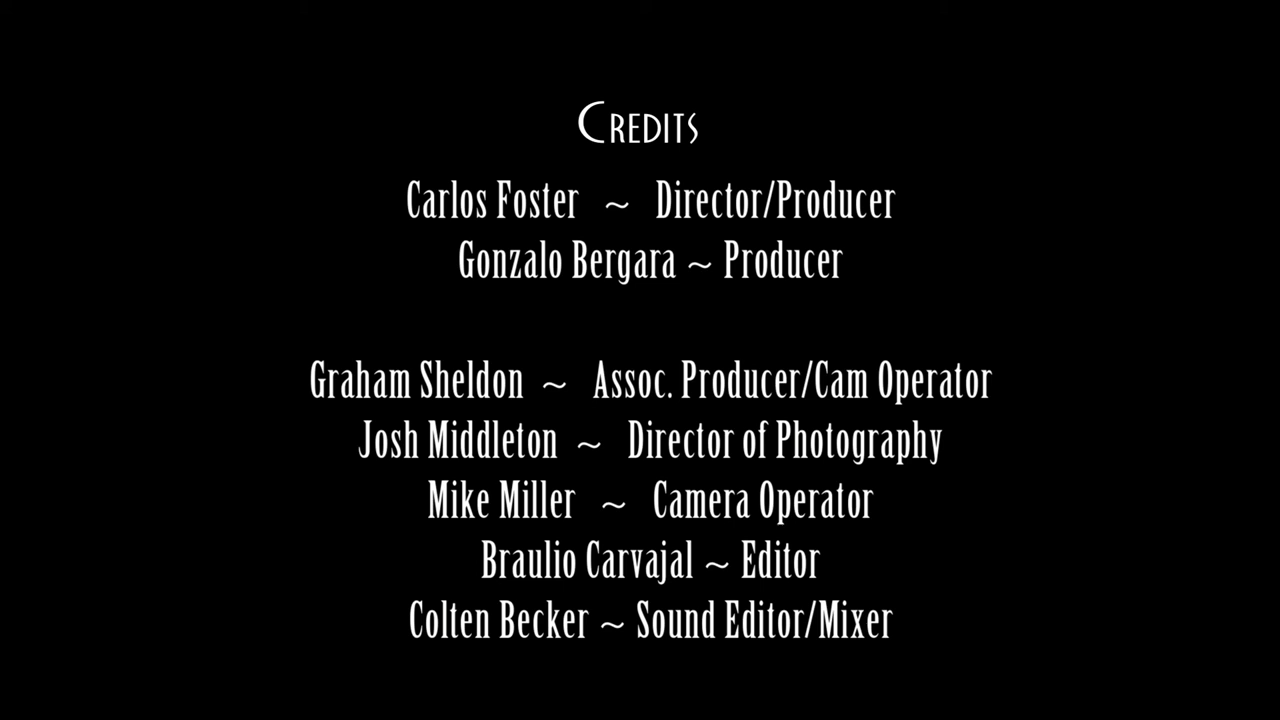 Credits
Carlos Foster ~ Director/Producer
Gonzalo Bergara ~ Producer
Graham Sheldon ~ Assoc. Producer/Cam Operator
Josh Middleton ~ Director of Photography
Mike Miller ~ Camera Operator
Braulio Carvajal ~ Editor
Colten Becker ~ Sound Editor/Mixer